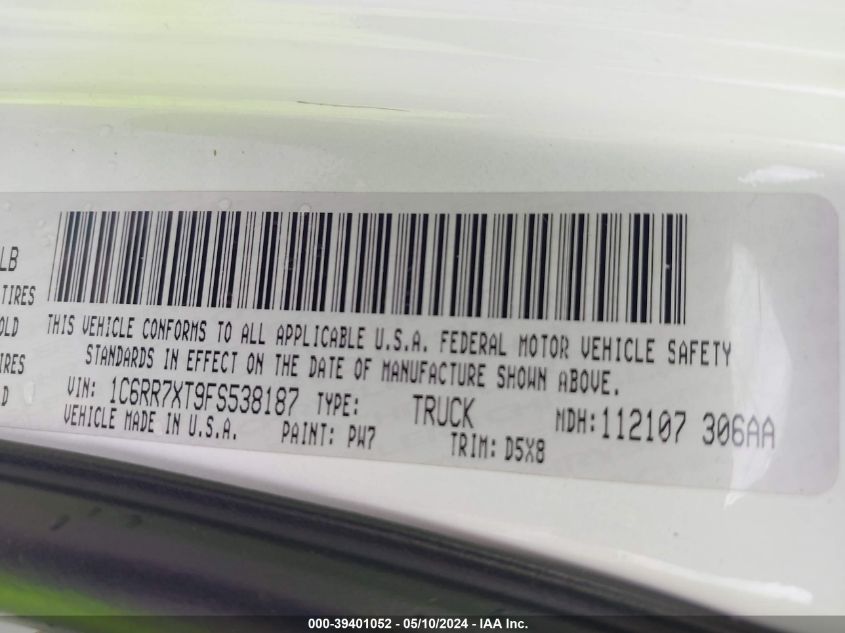 LB
TIRES
OLD
IRES
D
THIS VEHICLE CONFORMS TO ALL APPLICABLE U.S.A. FEDERAL MOTOR VEHICLE SAFETY
STANDARDS IN EFFECT ON THE DATE OF MANUFACTURE SHOWN ABOVE.
VIN: 1C6RR7XT9FS538187 TYPE: TRUCK MDH: 112107 306AA
VEHICLE MADE IN U.S.A. PAINT: PW7 TRIM: D5X8
000-39401052 - 05/10/2024 - IAA Inc.